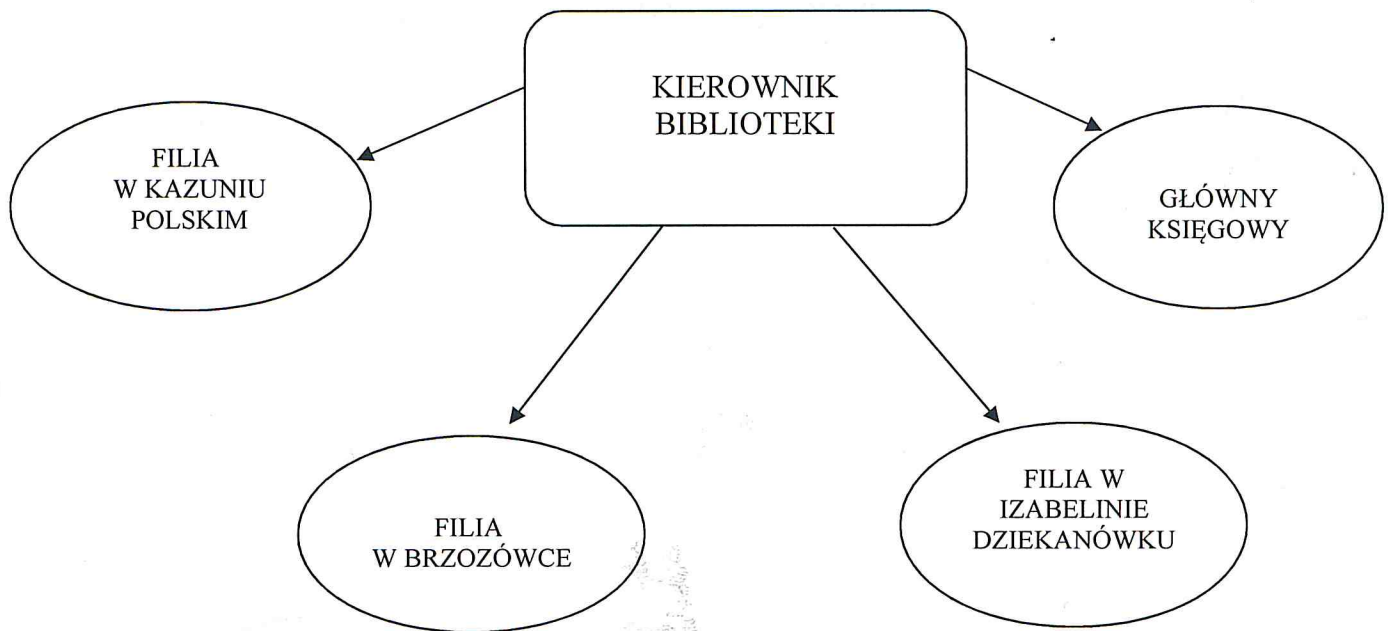 KIEROWNIK
BIBLIOTEKI
FILIA
W KAZUNIU
POLSKIM
GŁÓWNY
KSIĘGOWY
FILIA
W BRZOZÓWCE
FILIA W
IZABELINIE
DZIEKANÓWKU